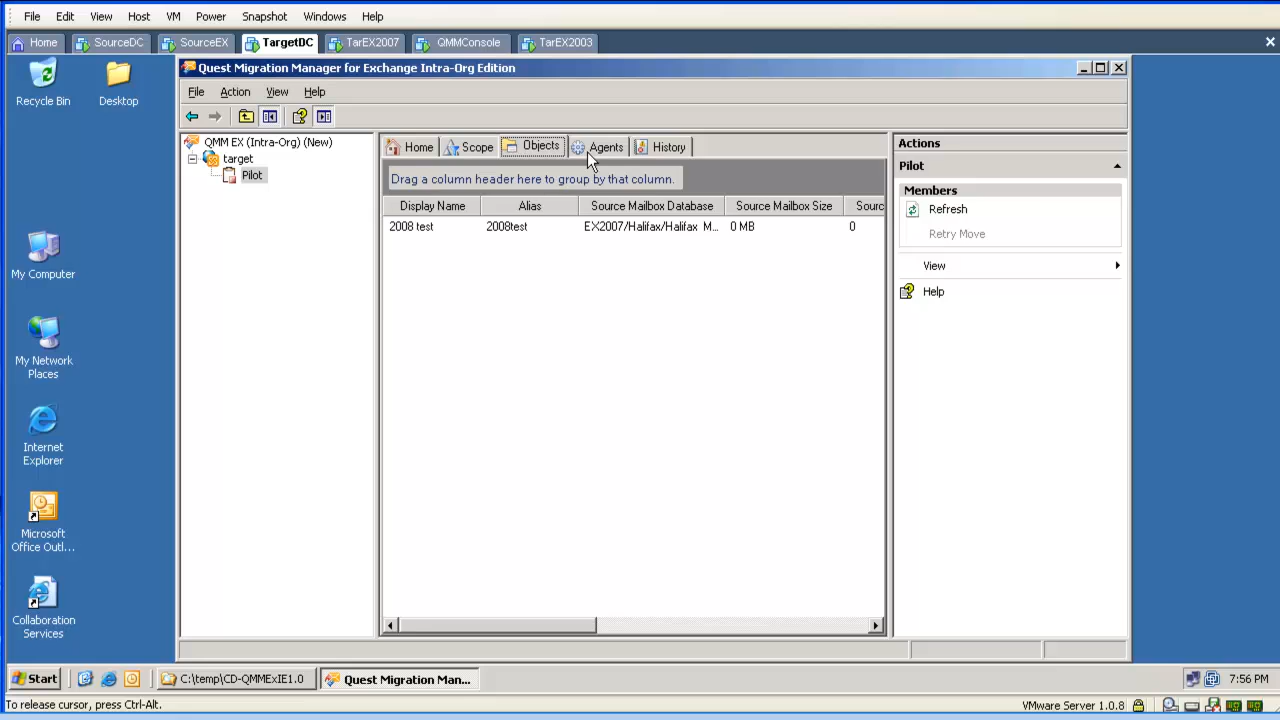 File Edit View Host VM Power Snapshot Windows Help
Home SourceDC SourceEX TargetDC TarEX2007 QMMConsole TarEX2003
Recycle Bin
Desktop
My Computer
My Network
Places
Internet
Explorer
Microsoft
Office Outl...
Collaboration
Services
Quest Migration Manager for Exchange Intra-Org Edition
File Action View Help
QMM EX (Intra-Org) (New)
target
Pilot
Home Scope Objects Agents History
Drag a column header here to group by that column.
Display Name Alias Source Mailbox Database Source Mailbox Size Sourc
2008 test 2008test EX2007/Halifax/Halifax M... 0 MB 0
Actions
Pilot
Members
Refresh
Retry Move
View
Help
Start C:\temp\CD-QMMExIE1.0 Quest Migration Man... 7:56 PM
To release cursor, press Ctrl-Alt. VMware Server 1.0.8